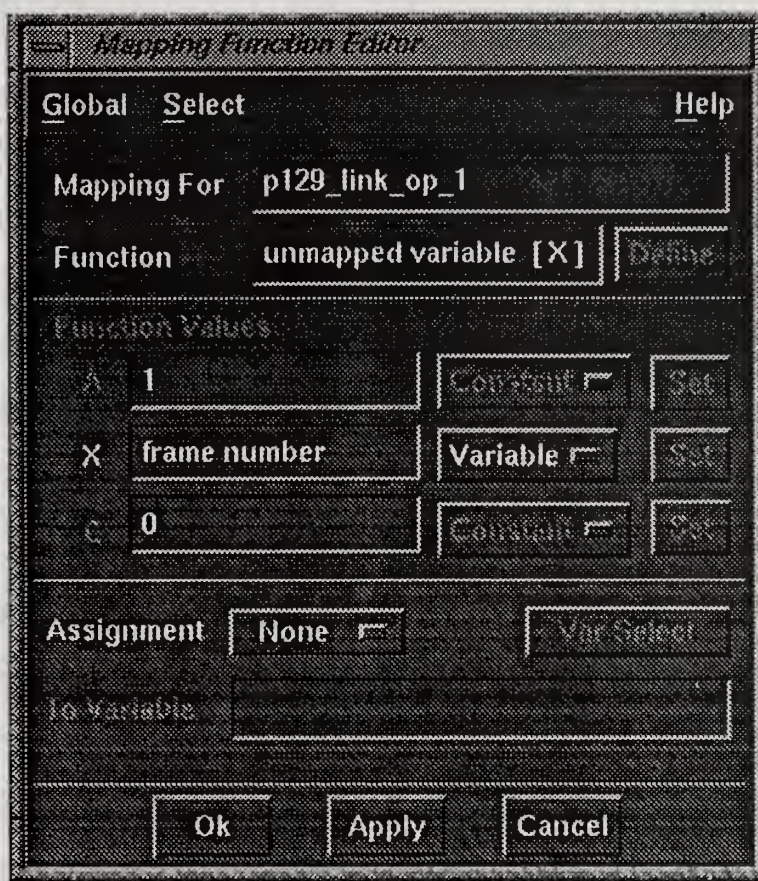 Mapping Function Editor
Global Select Help
Mapping For p129_link_op_1
Function unmapped variable [X] Define
Function Values
A 1 Constant Set
X frame number Variable Set
C 0 Constant Set
Assignment None Var Select
To Variable
Ok Apply Cancel